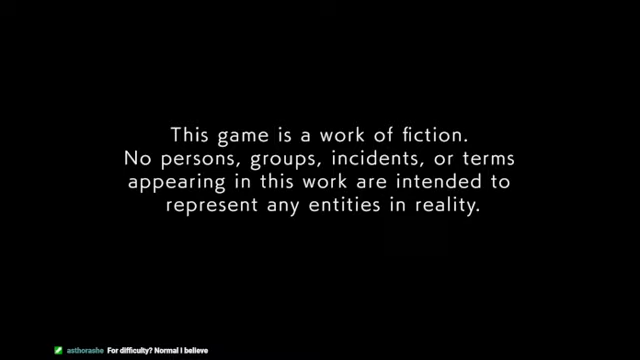 This game is a work of fiction.
No persons, groups, incidents, or terms
appearing in this work are intended to
represent any entities in reality.
asthorashe For difficulty? Normal I believe